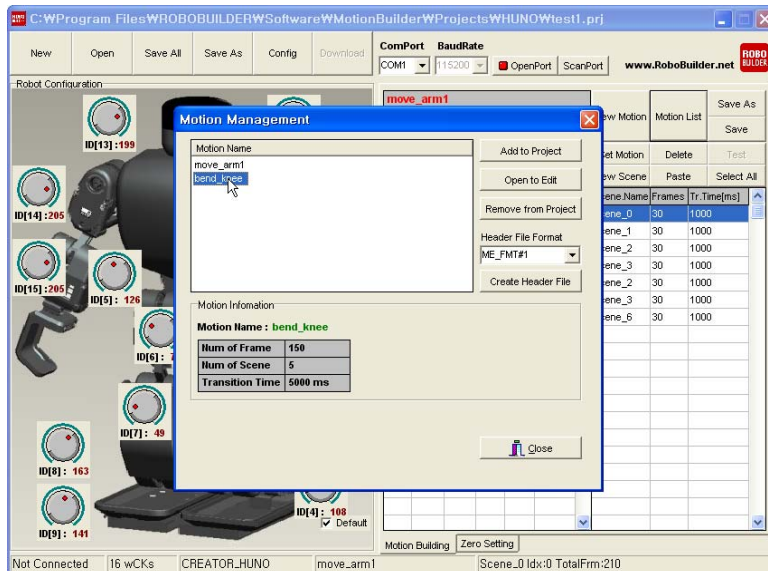 C:₩Program Files₩ROBOBUILDER₩Software₩MotionBuilder₩Projects₩HUNO₩test1.prj
New Open Save All Save As Config Download
ComPort BaudRate
COM1 115200 OpenPort ScanPort www.RoboBuilder.net ROBO BUILDER
Robot Configuration
move_arm1
ew Motion Motion List Save As
Save
et Motion Delete Test
ew Scene Paste Select All
cene.Name Frames Tr.Time[ms]
cene_0 30 1000
cene_1 30 1000
cene_2 30 1000
cene_3 30 1000
cene_2 30 1000
cene_3 30 1000
cene_6 30 1000
ID[13] :199
ID[14] :205
ID[15] :205
ID[5] : 126
ID[6] :
ID[7] : 49
ID[8] : 163
ID[9] : 141
ID[4] : 108
Default
Motion Management
Motion Name
move_arm1
bend_knee
Add to Project
Open to Edit
Remove from Project
Header File Format
ME_FMT#1
Create Header File
Motion Infomation
Motion Name : bend_knee
Num of Frame 150
Num of Scene 5
Transition Time 5000 ms
Close
Motion Building Zero Setting
Not Connected 16 wCKs CREATOR_HUNO move_arm1 Scene_0 Idx:0 TotalFrm:210